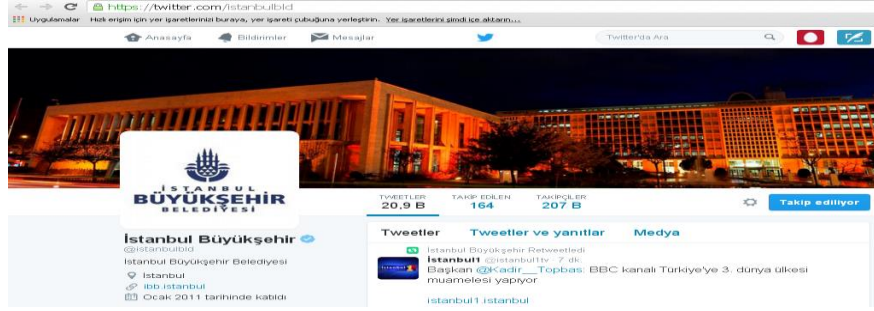 https://twitter.com/istanbulbld
Uygulamalar Hızlı erişim için yer işaretlerinizi buraya, yer işareti çubuğuna yerleştirin. Yer işaretlerini şimdi içe aktarın...
Anasayfa Bildirimler Mesajlar Twitter'da Ara
İSTANBUL
BÜYÜKŞEHİR
BELEDİYESİ
TWEETLER TAKİP EDİLEN TAKİPÇİLER
20,9 B 164 207 B Takip ediliyor
İstanbul Büyükşehir
@istanbulbld
İstanbul Büyükşehir Belediyesi
İstanbul
ibb.istanbul
Ocak 2011 tarihinde katıldı
Tweetler Tweetler ve yanıtlar Medya
İstanbul Büyükşehir Retweetledi
İstanbul1 @istanbul1tv · 7 dk
Başkan @Kadir__Topbas: BBC kanalı Türkiye'ye 3. dünya ülkesi
muamelesi yapıyor
istanbul1.istanbul